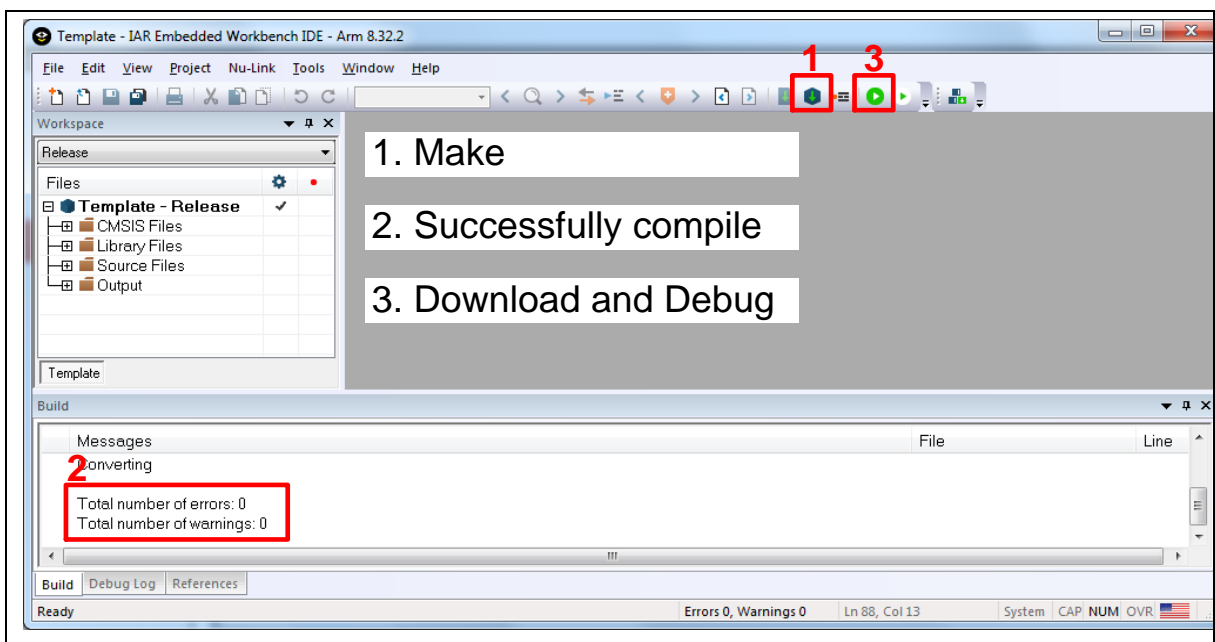 Template - IAR Embedded Workbench IDE - Arm 8.32.2
File Edit View Project Nu-Link Tools Window Help
1 3
Workspace
Release
Files
Template - Release
CMSIS Files
Library Files
Source Files
Output
Template
1. Make
2. Successfully compile
3. Download and Debug
Build
Messages File Line
Converting
2
Total number of errors: 0
Total number of warnings: 0
Build Debug Log References
Ready Errors 0, Warnings 0 Ln 88, Col 13 System CAP NUM OVR